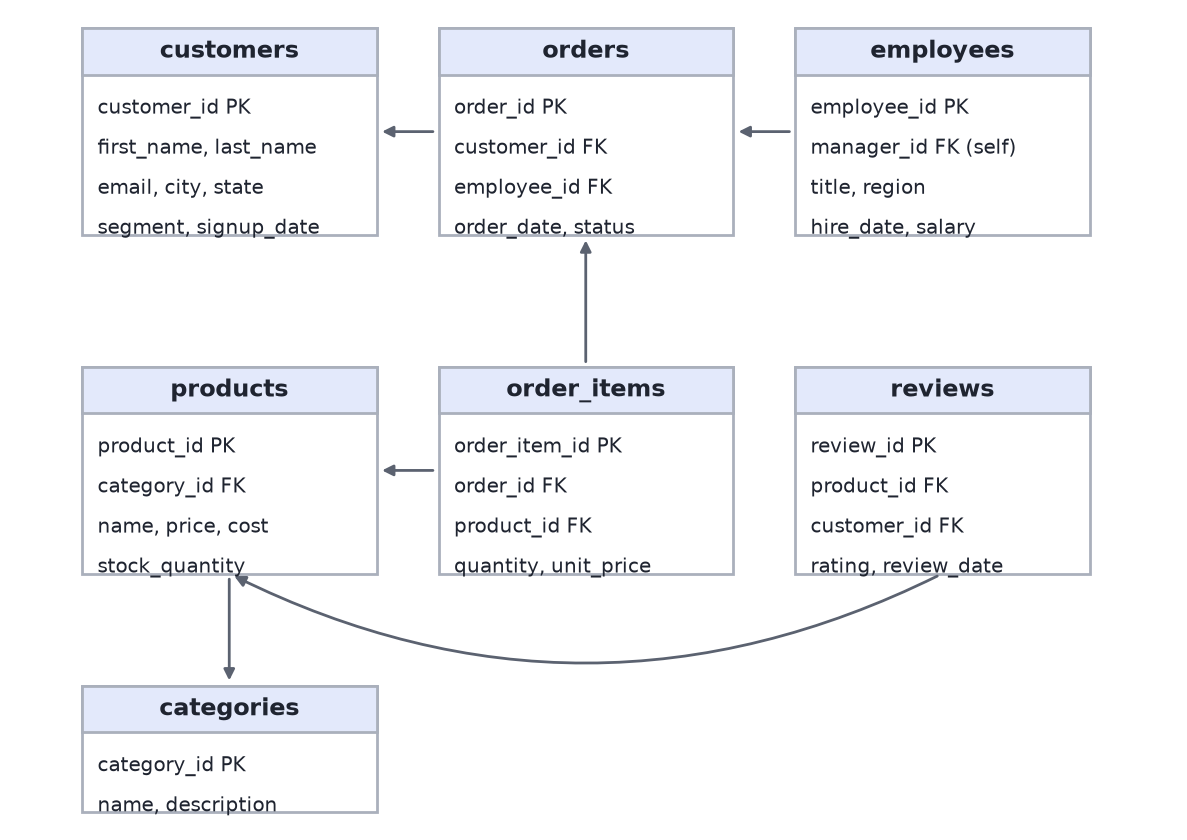 customers
customer_id PK
first_name, last_name
email, city, state
segment, signup_date
orders
order_id PK
customer_id FK
employee_id FK
order_date, status
employees
employee_id PK
manager_id FK (self)
title, region
hire_date, salary
products
product_id PK
category_id FK
name, price, cost
stock_quantity
order_items
order_item_id PK
order_id FK
product_id FK
quantity, unit_price
reviews
review_id PK
product_id FK
customer_id FK
rating, review_date
categories
category_id PK
name, description